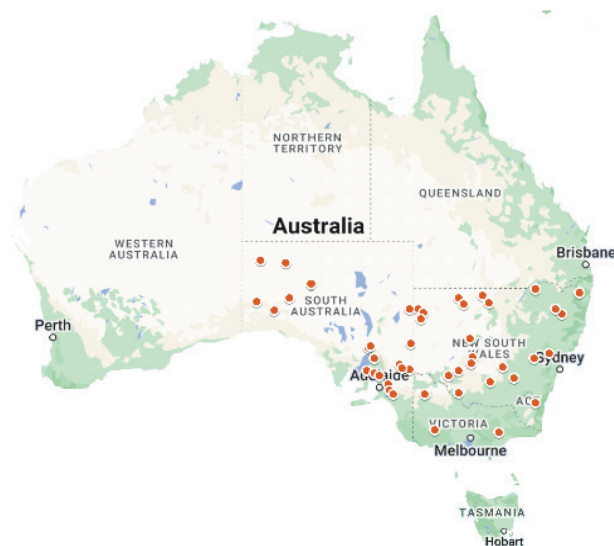 NORTHERN
TERRITORY
QUEENSLAND
Australia
WESTERN
AUSTRALIA
Brisbane
SOUTH
AUSTRALIA
Perth
NEW SOUTH
WALES
Sydney
Adelaide
ACT
VICTORIA
Melbourne
TASMANIA
Hobart